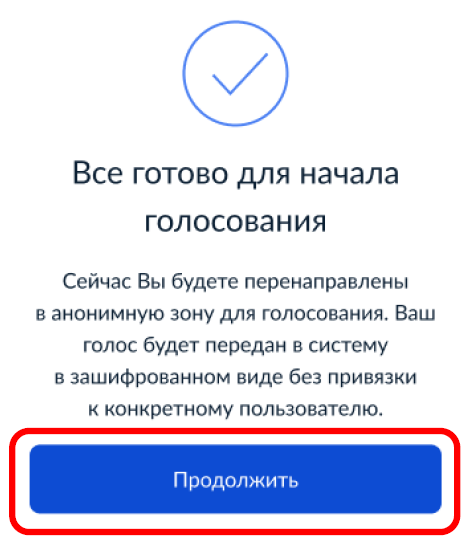 Все готово для начала
голосования
Сейчас Вы будете перенаправлены
в анонимную зону для голосования. Ваш
голос будет передан в систему
в зашифрованном виде без привязки
к конкретному пользователю.
Продолжить